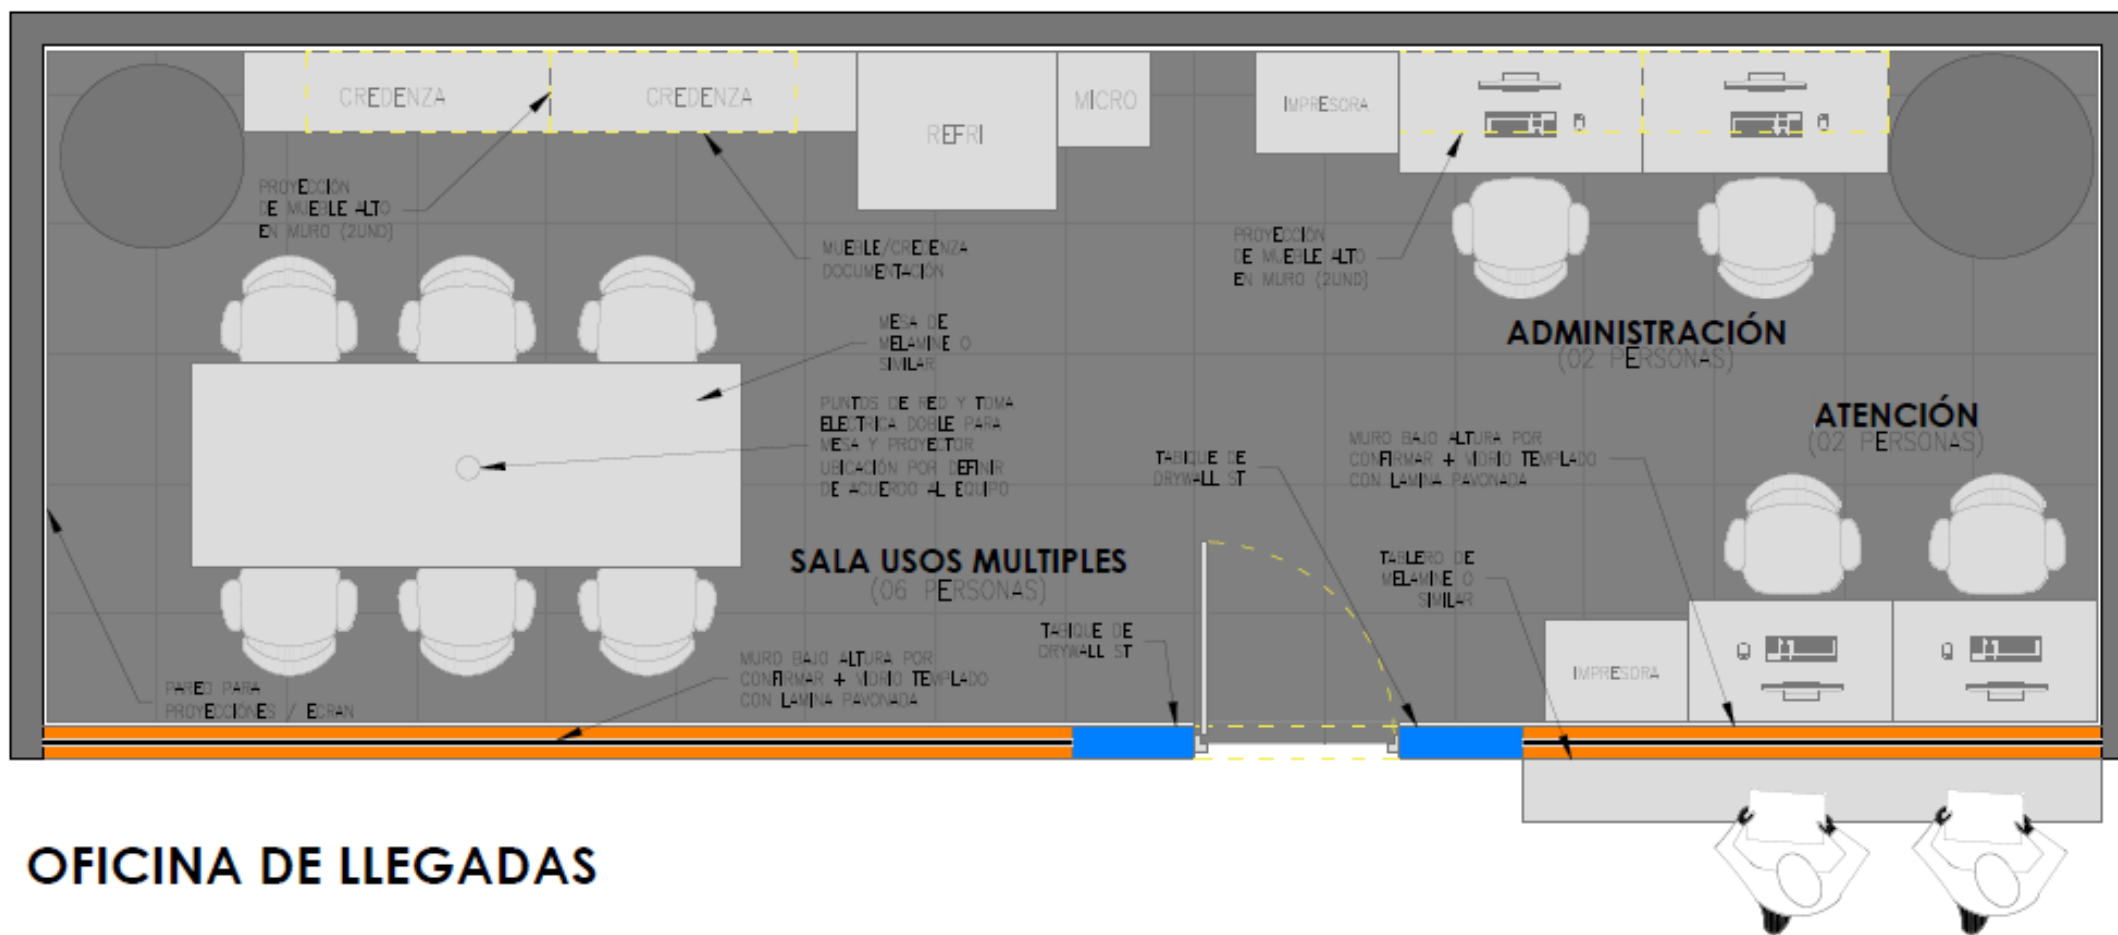 CREDENZA
CREDENZA
REFRI
MICRO
IMPRESORA
PROYECCIÓN
DE MUEBLE ALTO
EN MURO (2UND)
MUEBLE/CREDENZA
DOCUMENTACIÓN
PROYECCIÓN
DE MUEBLE ALTO
EN MURO (2UND)
MESA DE
MELAMINE O
SIMILAR
ADMINISTRACIÓN
(02 PERSONAS)
PUNTOS DE RED Y TOMA
ELECTRICA DOBLE PARA
MESA Y PROYECTOR
UBICACIÓN POR DEFINIR
DE ACUERDO AL EQUIPO
ATENCIÓN
(02 PERSONAS)
TABIQUE DE
DRYWALL ST
MURO BAJO ALTURA POR
CONFIRMAR + VIDRIO TEMPLADO
CON LAMINA PAVONADA
SALA USOS MULTIPLES
(06 PERSONAS)
TABLERO DE
MELAMINE O
SIMILAR
TABIQUE DE
DRYWALL ST
IMPRESORA
MURO BAJO ALTURA POR
CONFIRMAR + VIDRIO TEMPLADO
CON LAMINA PAVONADA
PARED PARA
PROYECCIONES / ECRAN
OFICINA DE LLEGADAS